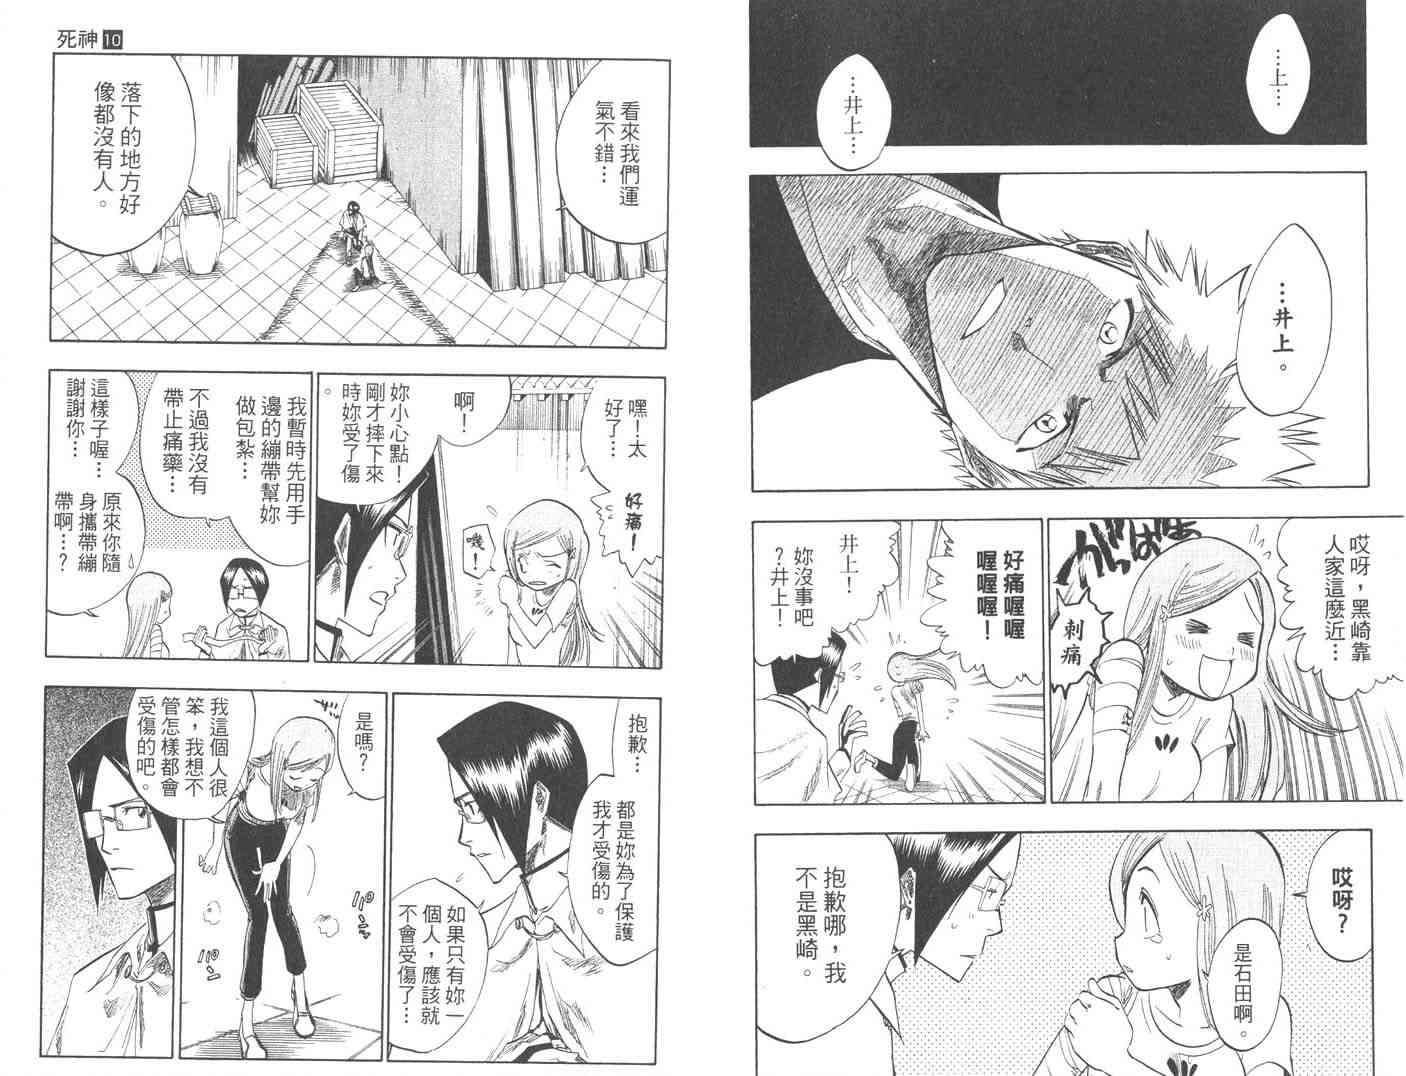 …上…
…井上…
…井上。
哎呀，黑崎靠
人家這麼近…
刺痛
好痛喔喔
喔喔喔！
井上！
妳沒事吧
？井上！
哎呀？
是石田啊。
抱歉哪，我
不是黑崎。
死神10
看來我們運
氣不錯…
落下的地方好
像都沒有人。
嘿！太
好了…
好痛！
嘰！
啊！
妳小心點！
剛才摔下來
時妳受了傷
。
我暫時先用手
邊的繃帶幫妳
做包紮…
不過我沒有
帶止痛藥…
這樣子喔…
謝謝你…
原來你隨
身攜帶繃
帶啊…？
抱歉…
都是妳為了保護
我才受傷的。
如果只有妳一
個人，應該就
不會受傷了…
是嗎？
我這個人很
笨，我想不
管怎樣都會
受傷的吧。
パン
パン